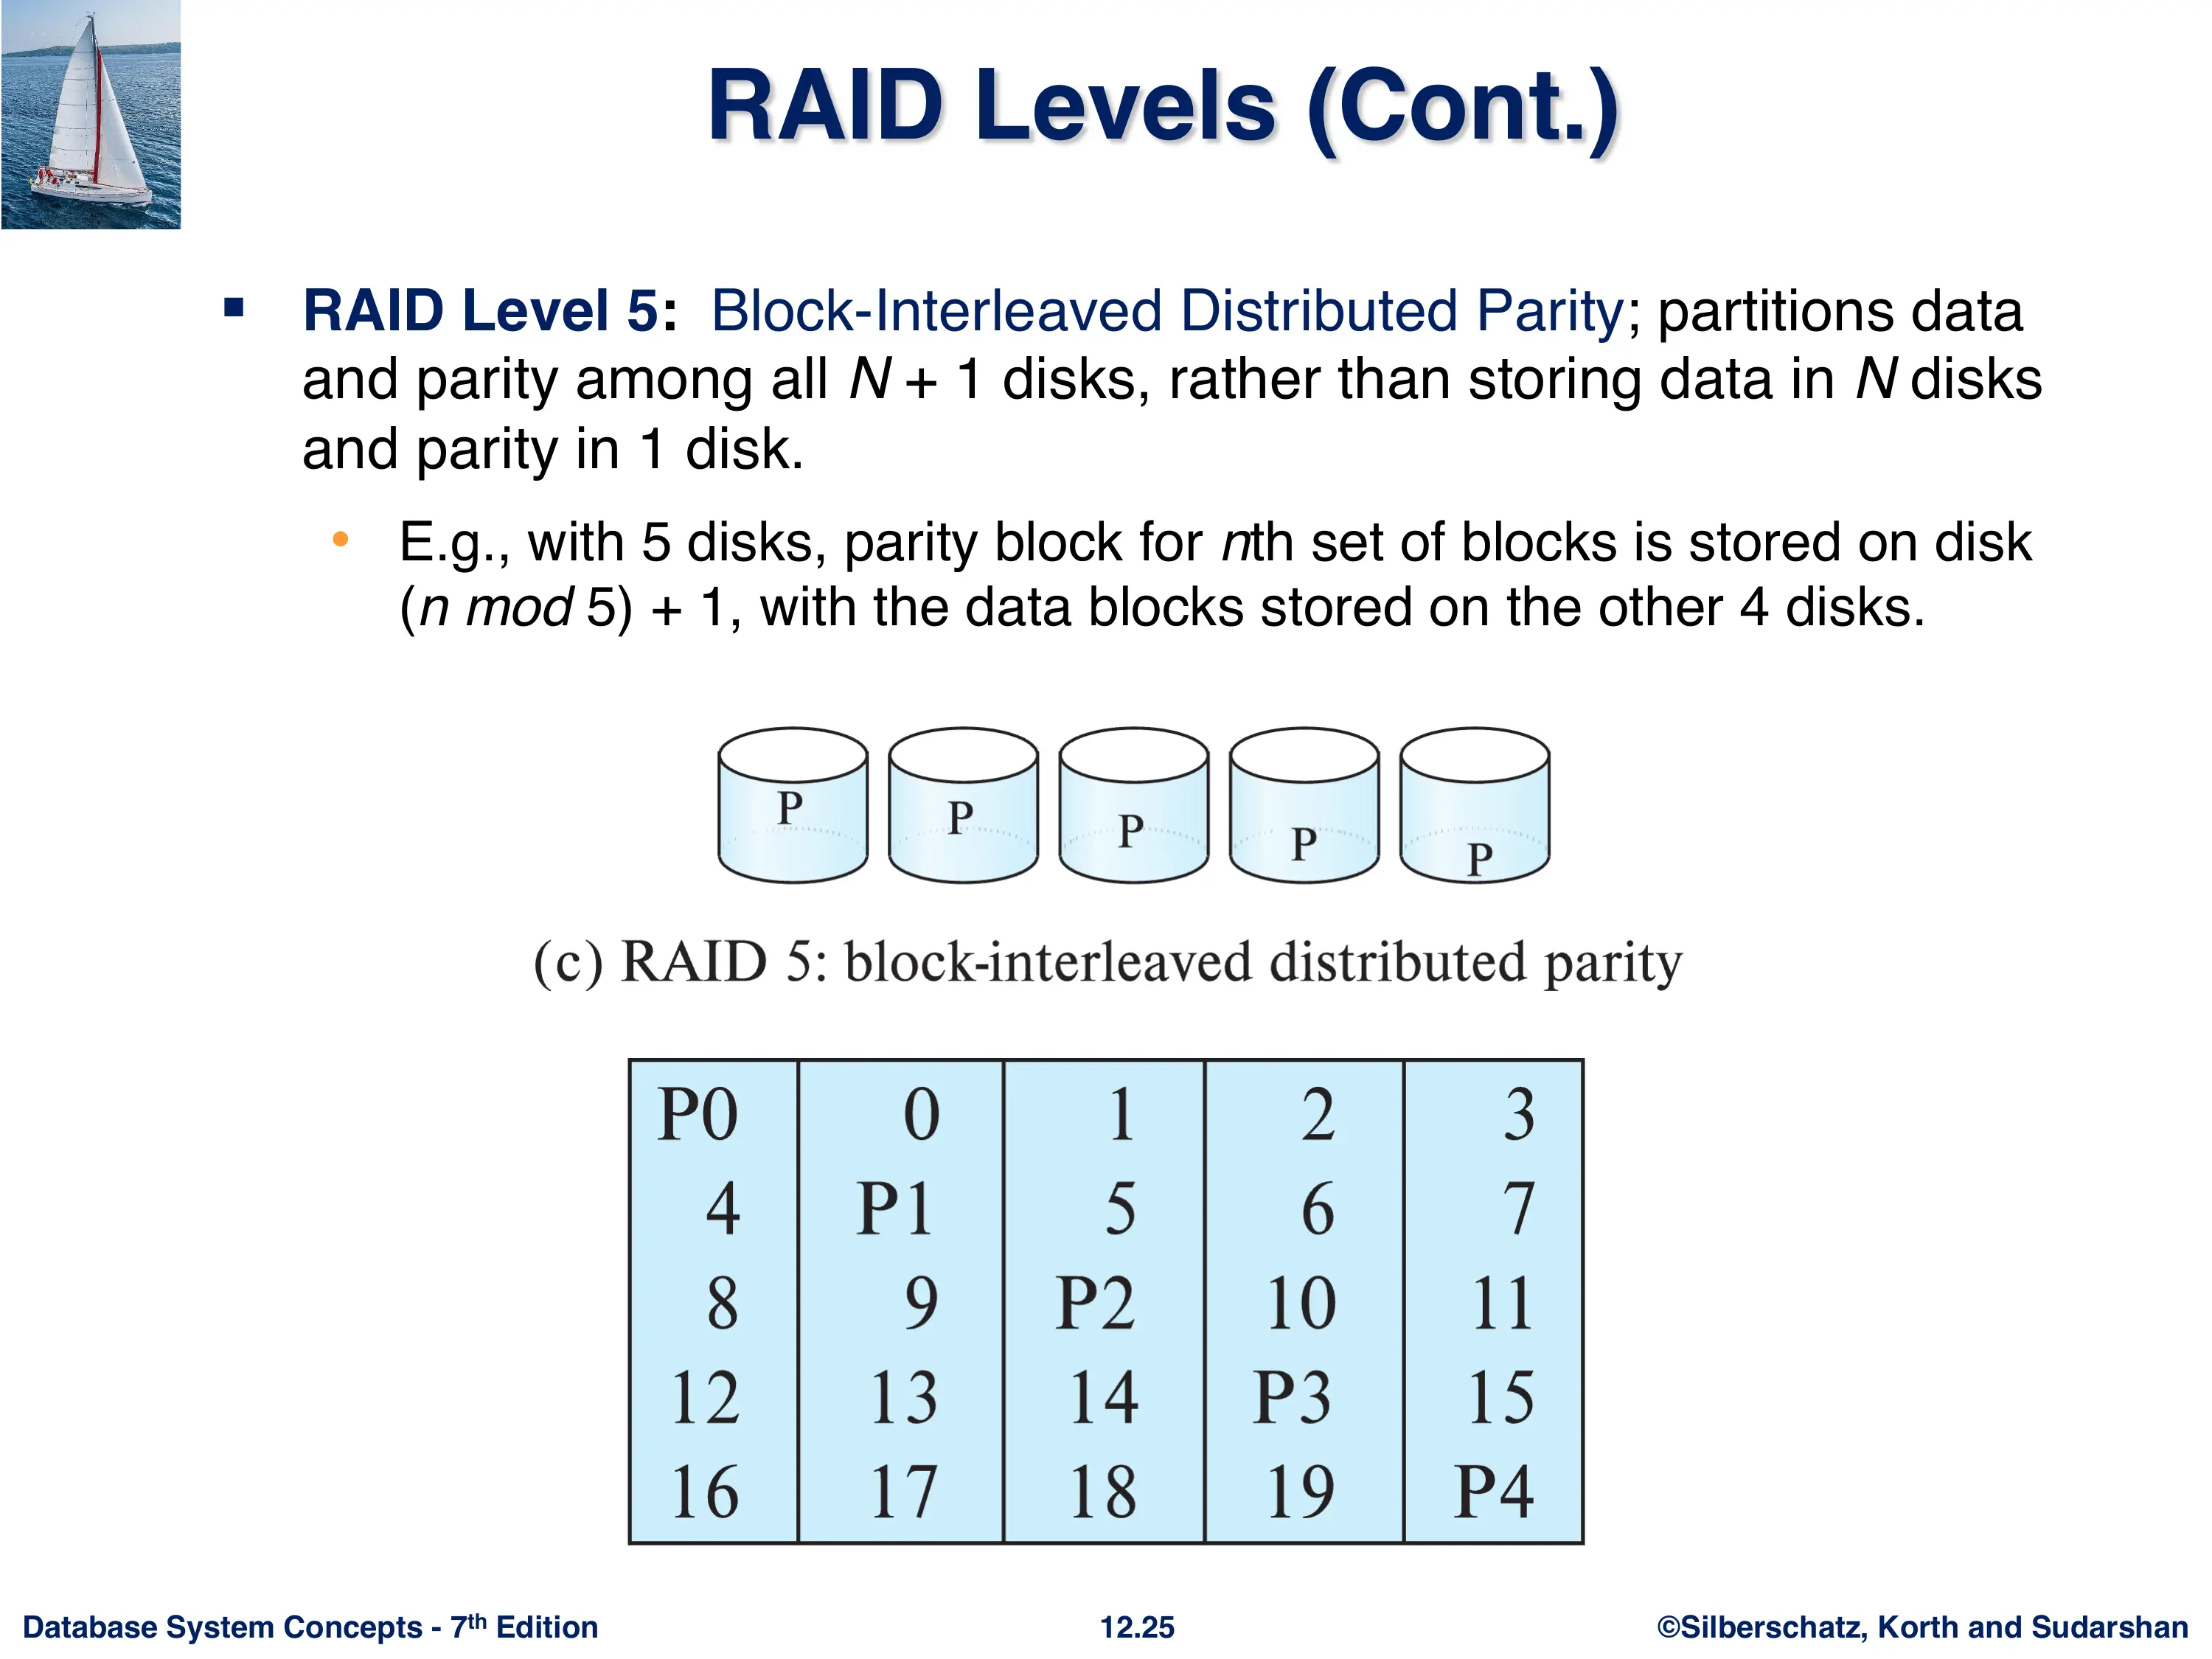 RAID Levels (Cont.)
▪ RAID Level 5: Block-Interleaved Distributed Parity; partitions data
and parity among all N + 1 disks, rather than storing data in N disks
and parity in 1 disk.
• E.g., with 5 disks, parity block for nth set of blocks is stored on disk
(n mod 5) + 1, with the data blocks stored on the other 4 disks.
P P P P P
(c) RAID 5: block-interleaved distributed parity
P0 0 1 2 3
4 P1 5 6 7
8 9 P2 10 11
12 13 14 P3 15
16 17 18 19 P4
Database System Concepts - 7th Edition 12.25 ©Silberschatz, Korth and Sudarshan